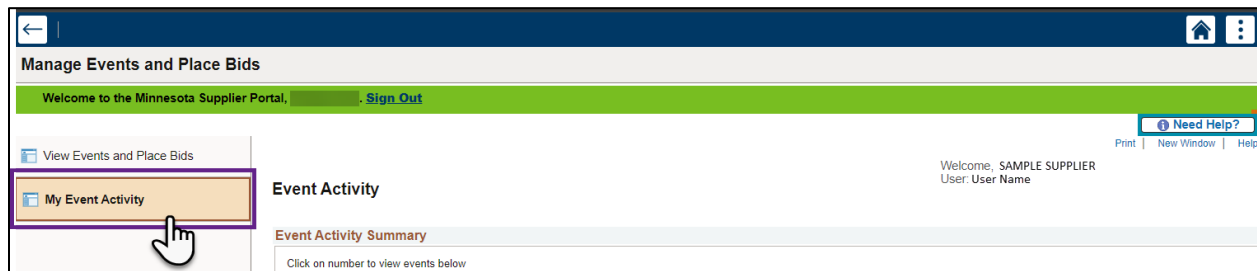 Manage Events and Place Bids
Welcome to the Minnesota Supplier Portal, . Sign Out
Need Help?
Print | New Window | Help
View Events and Place Bids
Welcome, SAMPLE SUPPLIER
User: User Name
My Event Activity
Event Activity
Event Activity Summary
Click on number to view events below